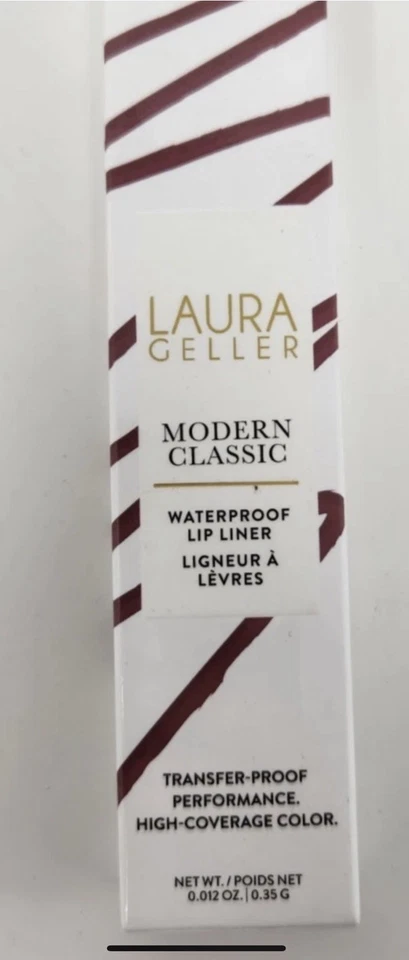 LAURA
GELLER
MODERN
CLASSIC
WATERPROOF
LIP LINER
LIGNEUR À
LÈVRES
TRANSFER-PROOF
PERFORMANCE.
HIGH-COVERAGE COLOR.
NET WT. / POIDS NET
0.012 OZ. | 0.35 G